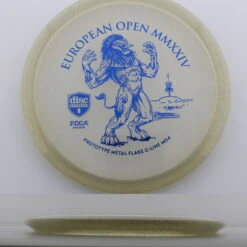 EUROPEAN OPEN MMXXIV
disc
mania
PDGA
PROTOTYPE METAL FLAKE C-LINE MD4